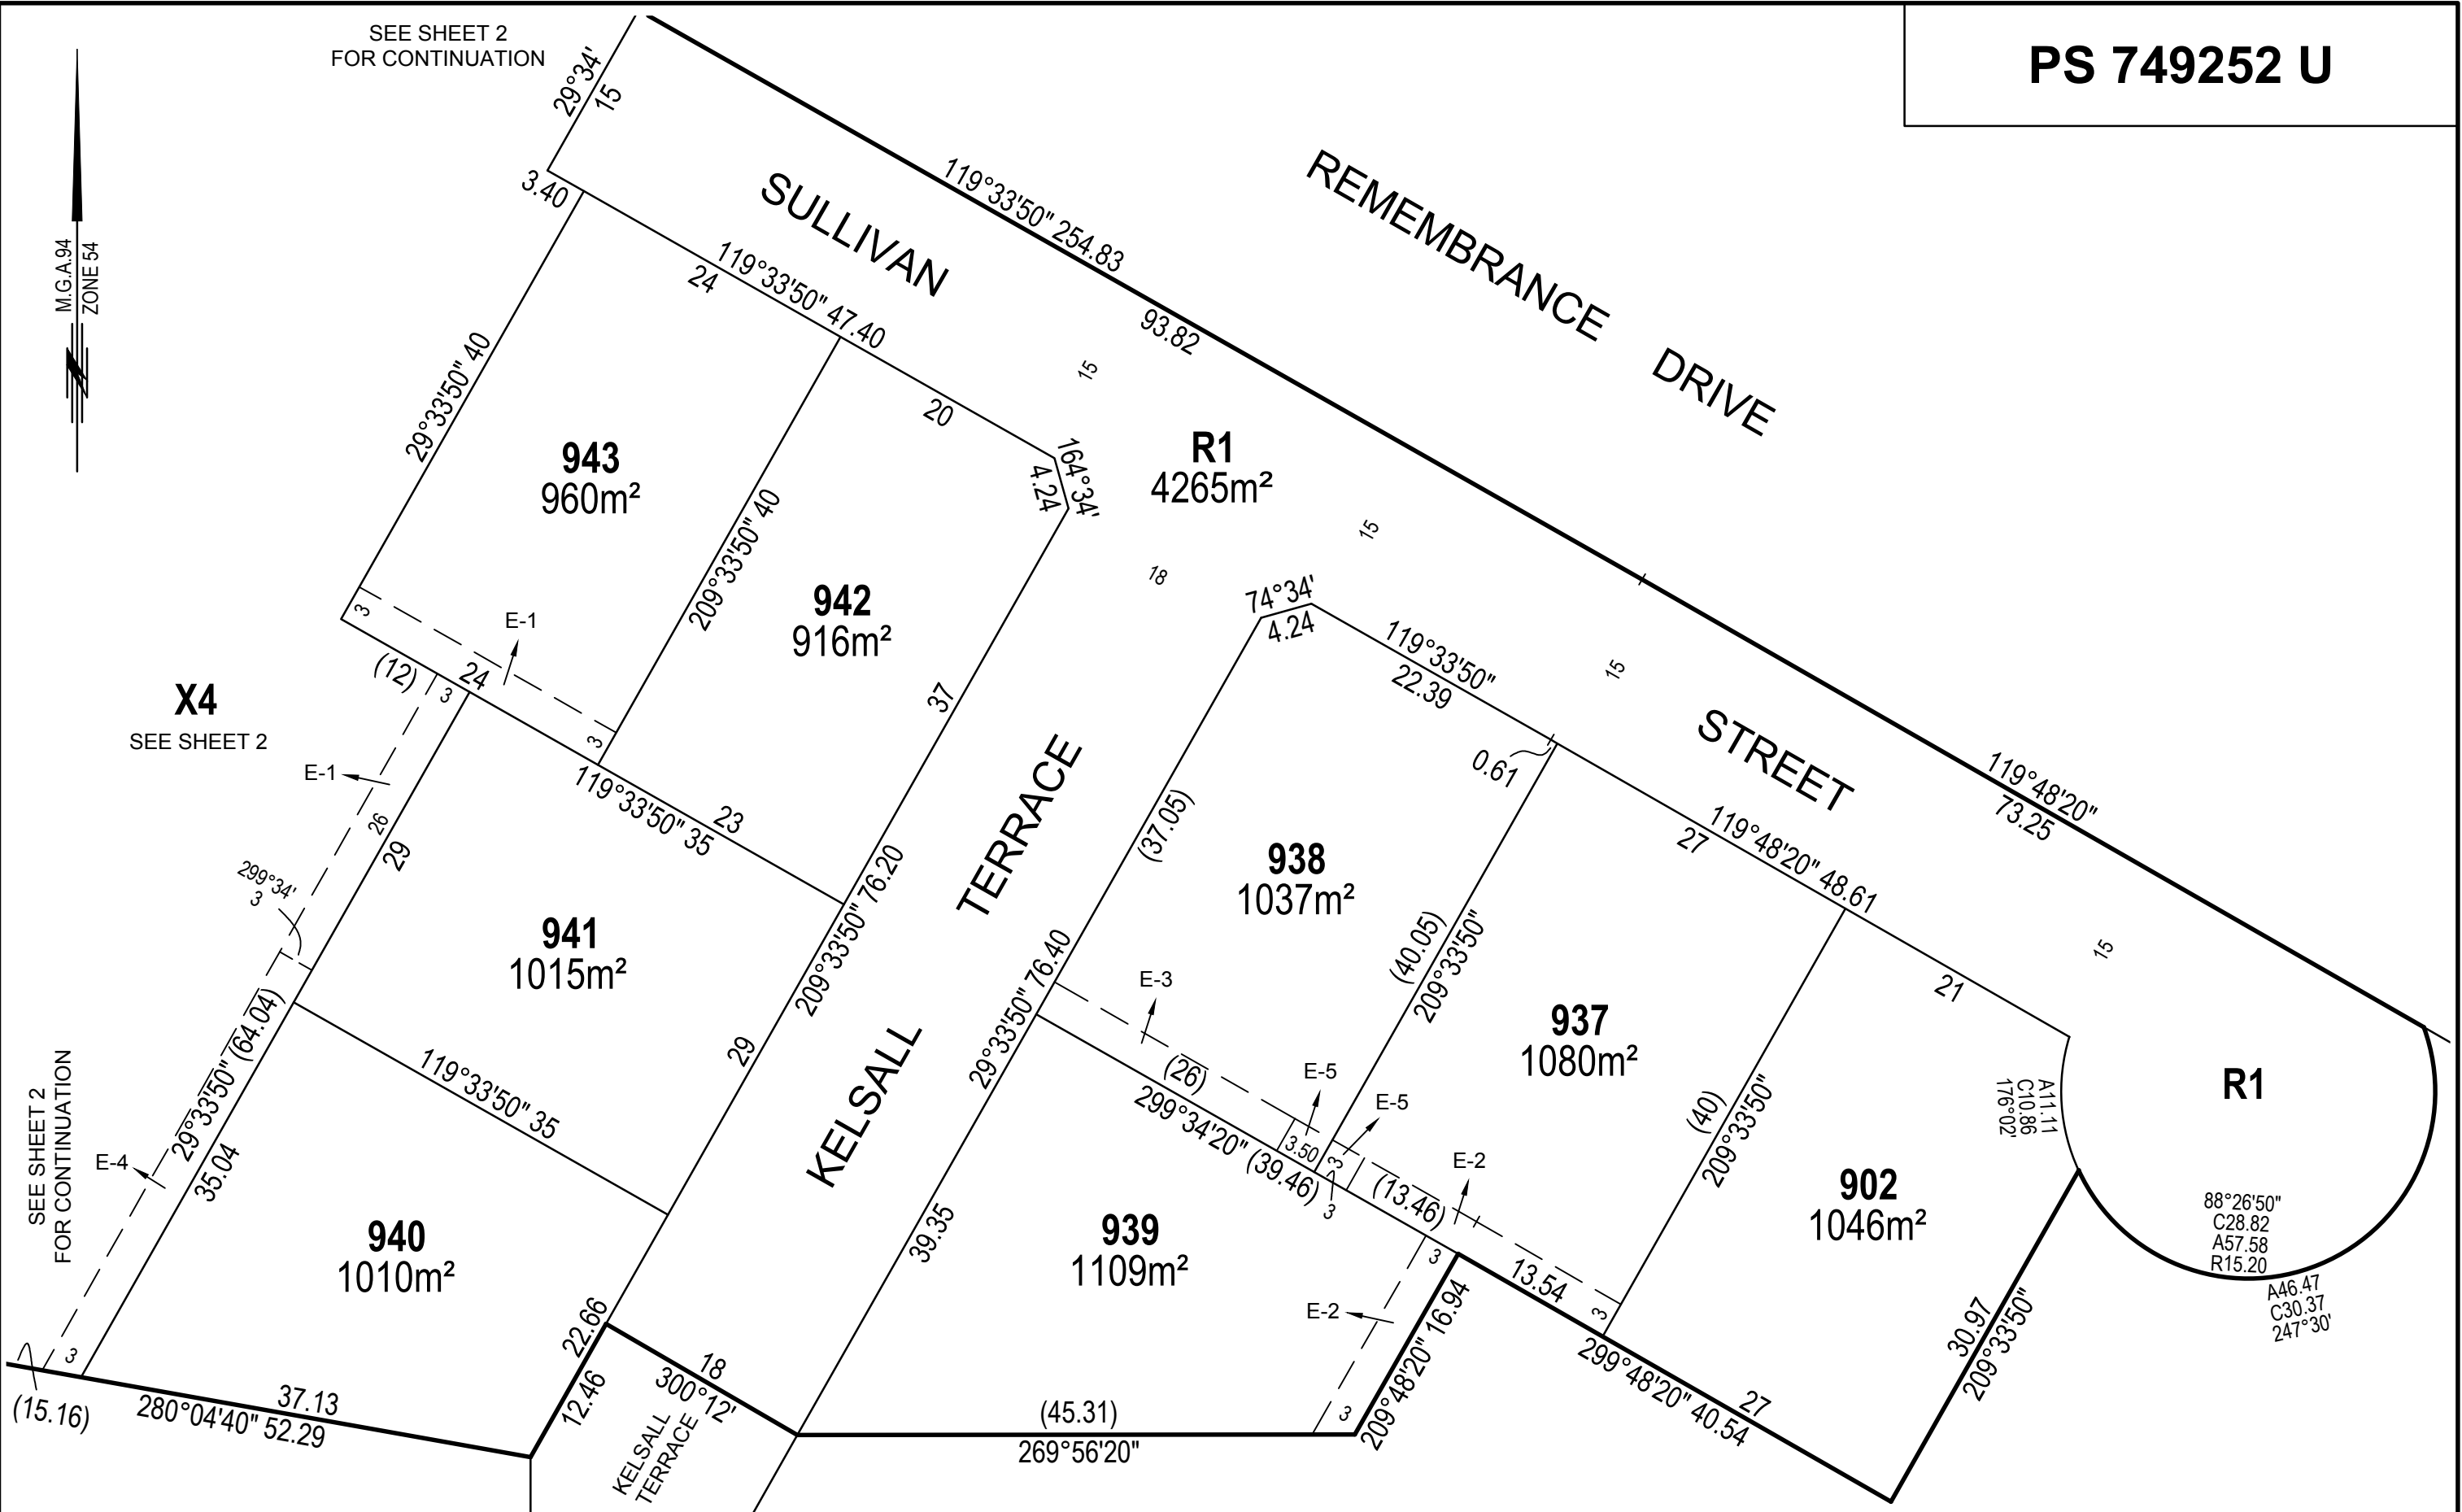 SEE SHEET 2
FOR CONTINUATION
PS 749252 U
29°34'
15
3.40
SULLIVAN
119°33'50" 254.83
93.82
REMEMBRANCE
DRIVE
M.G.A.94
ZONE 54
119°33'50" 47.40
24
20
15
29°33'50" 40
943
960m²
209°33'50" 40
164°34'
4.24
R1
4265m²
15
18
942
916m²
74°34'
4.24
119°33'50"
22.39
15
3
E-1
(12)
24
3
3
37
X4
SEE SHEET 2
E-1
26
29
119°33'50" 35
23
TERRACE
(37.05)
0.61
STREET
119°48'20"
73.25
119°48'20" 48.61
27
938
1037m²
299°34'
3
941
1015m²
209°33'50" 76.20
29°33'50" 76.40
(40.05)
209°33'50"
21
15
E-3
29°33'50" (64.04)
29
937
1080m²
R1
SEE SHEET 2
FOR CONTINUATION
119°33'50" 35
KELSALL
(26)
299°34'20" (39.46)
E-5
E-5
3.50
3
3
(13.46)
E-2
(40)
209°33'50"
A11.11
C10.86
176°02'
E-4
35.04
902
1046m²
88°26'50"
C28.82
A57.58
R15.20
940
1010m²
939
1109m²
39.35
3
E-2
13.54
3
A46.47
C30.37
247°30'
22.66
30.97
209°33'50"
209°48'20" 16.94
3
18
300°12'
12.46
299°48'20" 40.54
27
(15.16)
37.13
280°04'40" 52.29
KELSALL
TERRACE
(45.31)
269°56'20"
3